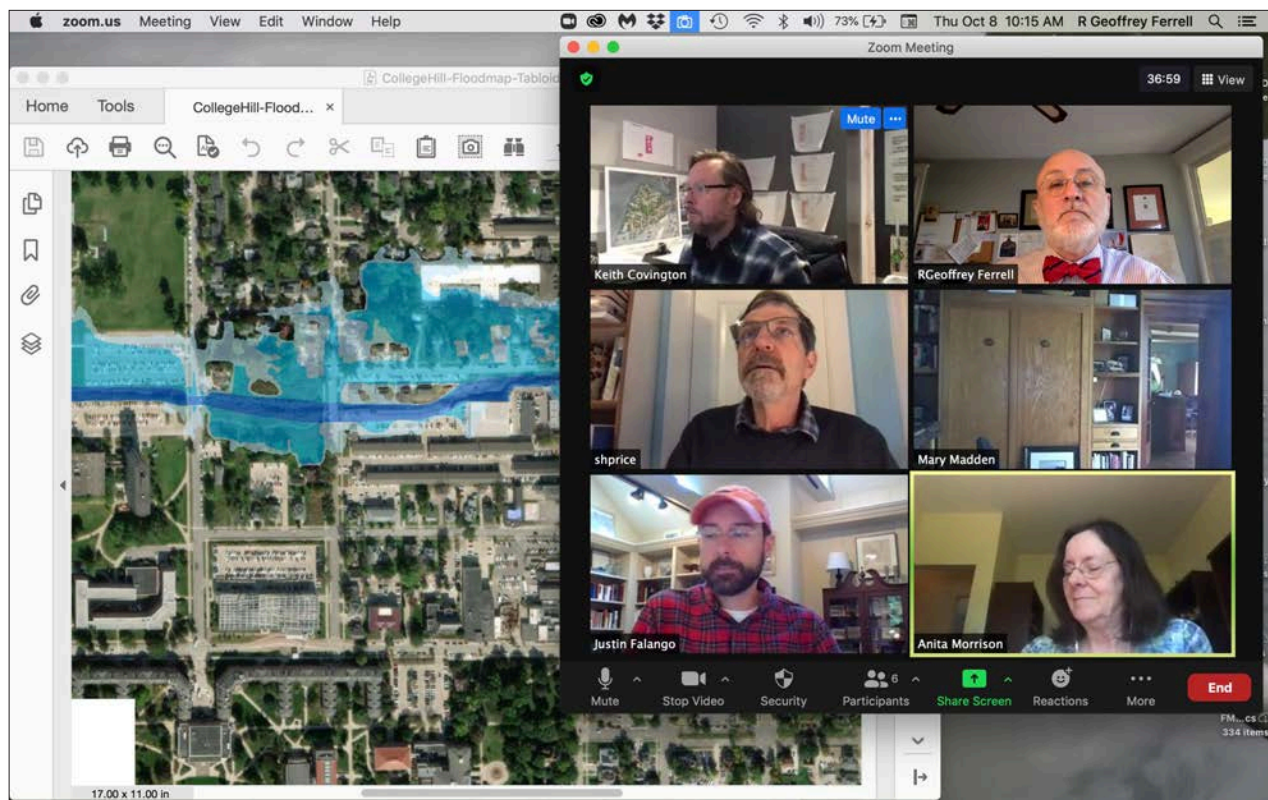 zoom.us Meeting View Edit Window Help 73% Thu Oct 8 10:15 AM R Geoffrey Ferrell
Zoom Meeting
CollegeHill-Floodmap-Tabloid
36:59 View
Home Tools CollegeHill-Flood... ×
Mute
Keith Covington
RGeoffrey Ferrell
shprice
Mary Madden
Justin Falango
Anita Morrison
6
Mute Stop Video Security Participants Share Screen Reactions More End
FM...cs
334 items
17.00 x 11.00 in